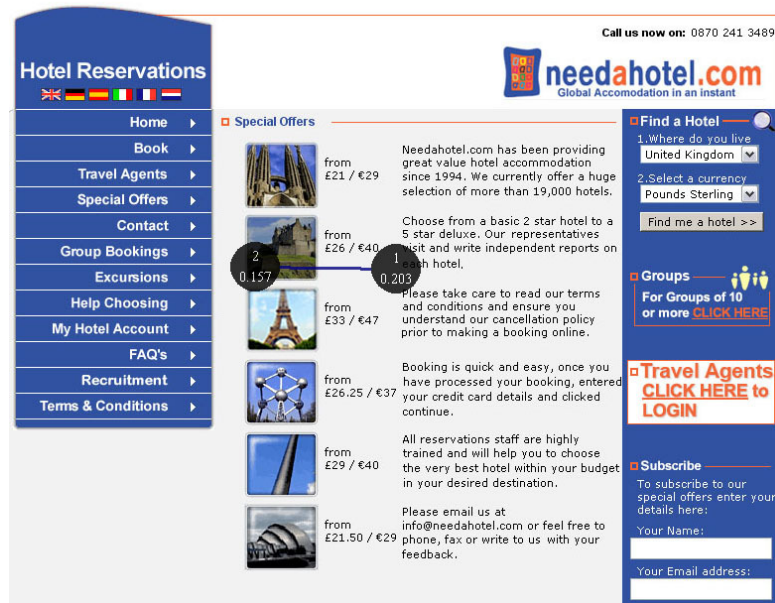 Call us now on: 0870 241 3489
Hotel Reservations
needahotel.com
Global Accomodation in an instant
Home
Book
Travel Agents
Special Offers
Contact
Group Bookings
Excursions
Help Choosing
My Hotel Account
FAQ's
Recruitment
Terms & Conditions
Special Offers
from
£21 / €29
Needahotel.com has been providing
great value hotel accommodation
since 1994. We currently offer a huge
selection of more than 19,000 hotels.
from
£26 / €40
Choose from a basic 2 star hotel to a
5 star deluxe. Our representatives
visit and write independent reports on
each hotel.
2
0.157
1
0.203
from
£33 / €47
Please take care to read our terms
and conditions and ensure you
understand our cancellation policy
prior to making a booking online.
from
£26.25 / €37
Booking is quick and easy, once you
have processed your booking, entered
your credit card details and clicked
continue.
from
£29 / €40
All reservations staff are highly
trained and will help you to choose
the very best hotel within your budget
in your desired destination.
from
£21.50 / €29
Please email us at
info@needahotel.com or feel free to
phone, fax or write to us with your
feedback.
Find a Hotel
1.Where do you live
United Kingdom
2.Select a currency
Pounds Sterling
Find me a hotel >>
Groups
For Groups of 10
or more CLICK HERE
Travel Agents
CLICK HERE to
LOGIN
Subscribe
To subscribe to our
special offers enter your
details here:
Your Name:
Your Email address: